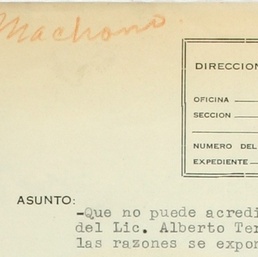 Machono
DIRECCION
OFICINA
SECCION
NUMERO DEL
EXPEDIENTE
ASUNTO:
-Que no puede acredi
del Lic. Alberto Ter
las razones se expon